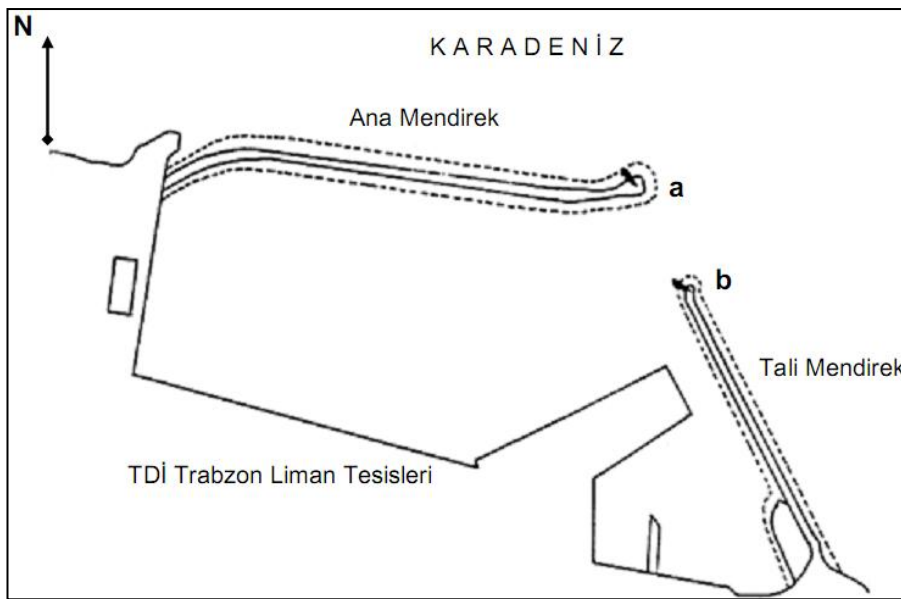 N
KARADENİZ
Ana Mendirek
a
b
Tali Mendirek
TDİ Trabzon Liman Tesisleri